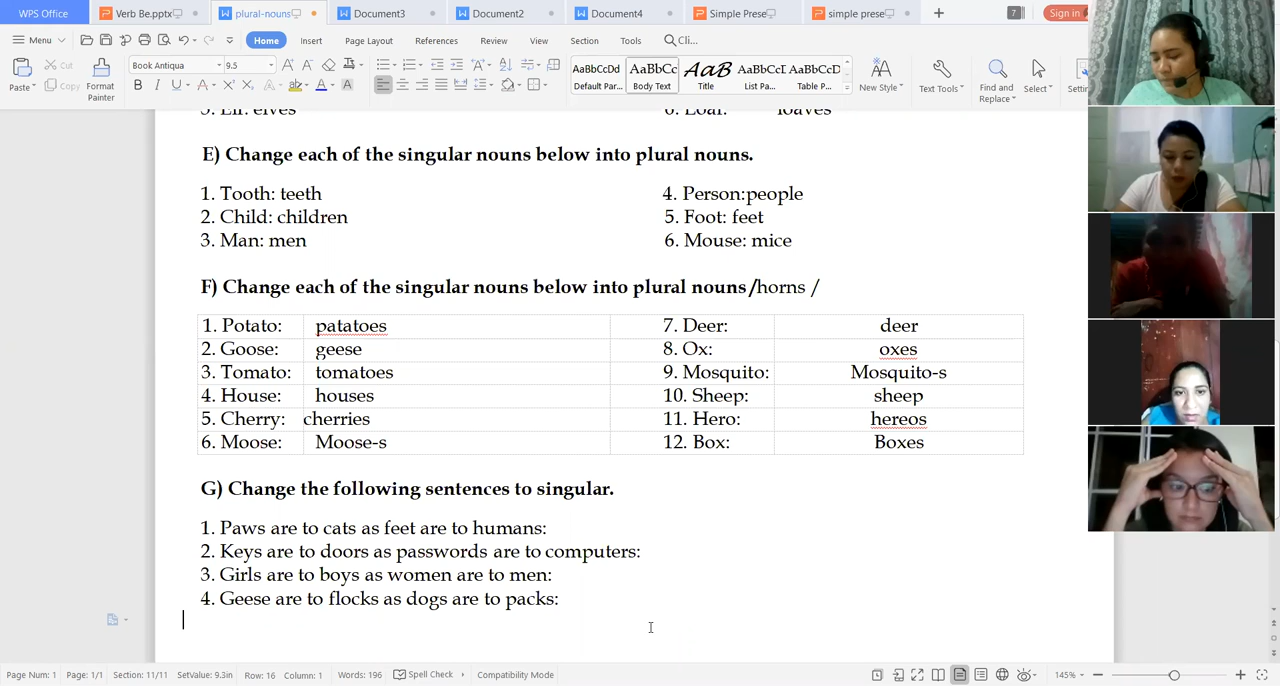 WPS Office Verb Be.pptx plural-nouns Document3 Document2 Document4 Simple Prese simple prese + 7 Sign in
Menu Home Insert Page Layout References Review View Section Tools Cli...
Paste Cut Copy Format Painter Book Antiqua 9.5 AaBbCcDd Default Par... AaBbCc Body Text AaB Title AaBbCcI List Pa... AaBbCcD Table P... New Style Text Tools Find and Replace Select Settin
5. Elf: elves 6. Loaf: loaves
E) Change each of the singular nouns below into plural nouns.
1. Tooth: teeth 4. Person:people
2. Child: children 5. Foot: feet
3. Man: men 6. Mouse: mice
F) Change each of the singular nouns below into plural nouns/horns /
1. Potato: patatoes 7. Deer: deer
2. Goose: geese 8. Ox: oxes
3. Tomato: tomatoes 9. Mosquito: Mosquito-s
4. House: houses 10. Sheep: sheep
5. Cherry: cherries 11. Hero: hereos
6. Moose: Moose-s 12. Box: Boxes
G) Change the following sentences to singular.
1. Paws are to cats as feet are to humans:
2. Keys are to doors as passwords are to computers:
3. Girls are to boys as women are to men:
4. Geese are to flocks as dogs are to packs:
Page Num: 1 Page: 1/1 Section: 11/11 SetValue: 9.3in Row: 16 Column: 1 Words: 196 Spell Check Compatibility Mode 145%